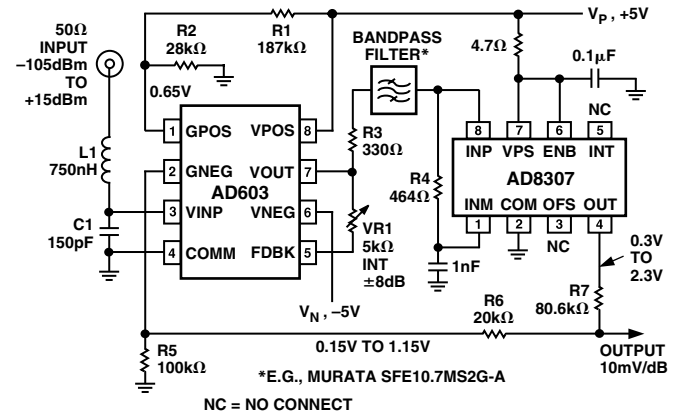 50Ω
INPUT
–105dBm
TO
+15dBm
R2
28kΩ
R1
187kΩ
VP , +5V
BANDPASS
FILTER*
4.7Ω
0.1μF
NC
0.65V
1 GPOS VPOS 8
2 GNEG VOUT 7
AD603
3 VINP VNEG 6
4 COMM FDBK 5
L1
750nH
C1
150pF
R3
330Ω
R4
464Ω
VR1
5kΩ
INT
±8dB
8 7 6 5
INP VPS ENB INT
AD8307
INM COM OFS OUT
1 2 3 4
NC
1nF
0.3V
TO
2.3V
VN , –5V
R6
20kΩ
R7
80.6kΩ
R5
100kΩ
0.15V TO 1.15V
OUTPUT
10mV/dB
*E.G., MURATA SFE10.7MS2G-A
NC = NO CONNECT